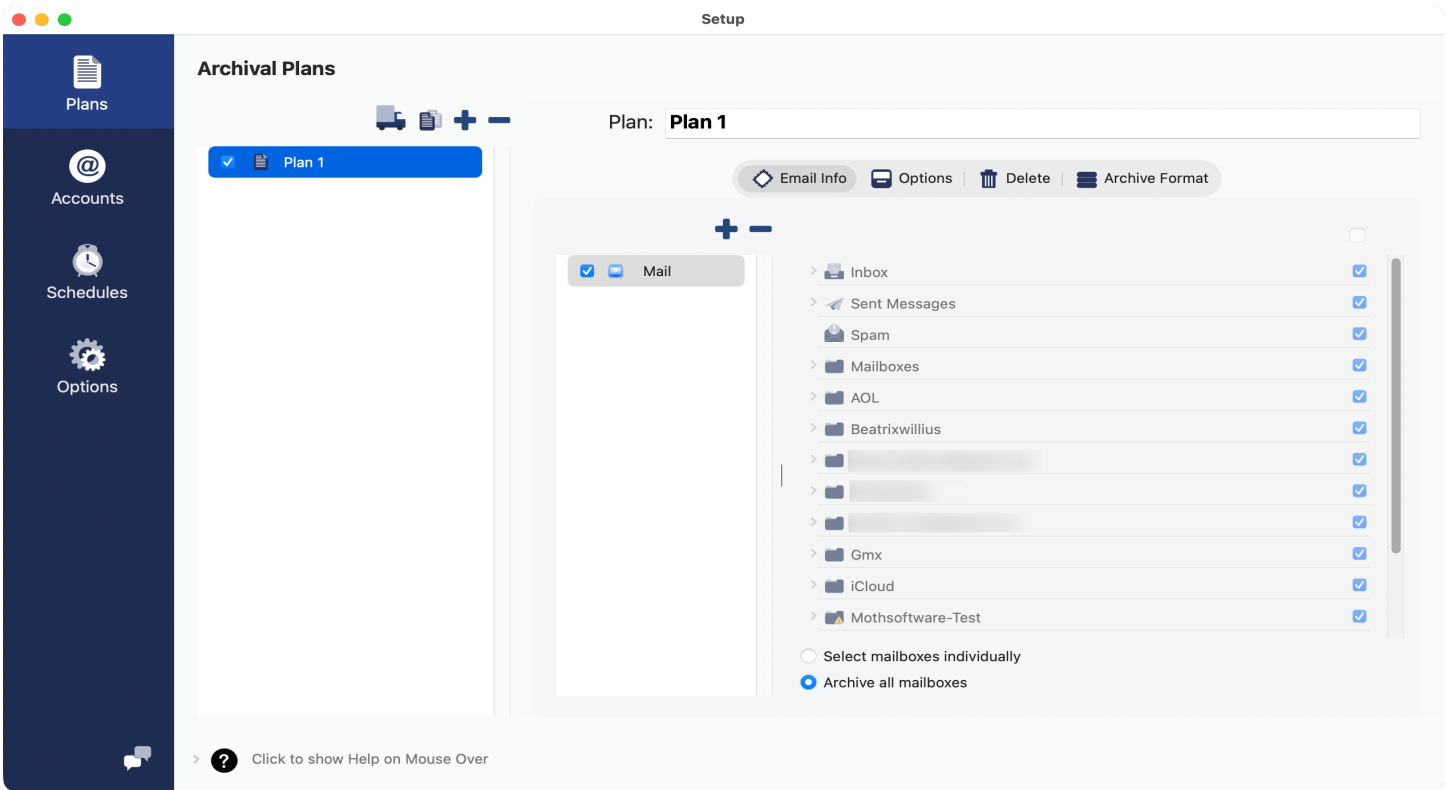 Setup
Plans
Accounts
Schedules
Options
Archival Plans
Plan 1
Plan: Plan 1
Email Info
Options
Delete
Archive Format
Mail
Inbox
Sent Messages
Spam
Mailboxes
AOL
Beatrixwillius
Gmx
iCloud
Mothsoftware-Test
Select mailboxes individually
Archive all mailboxes
? Click to show Help on Mouse Over